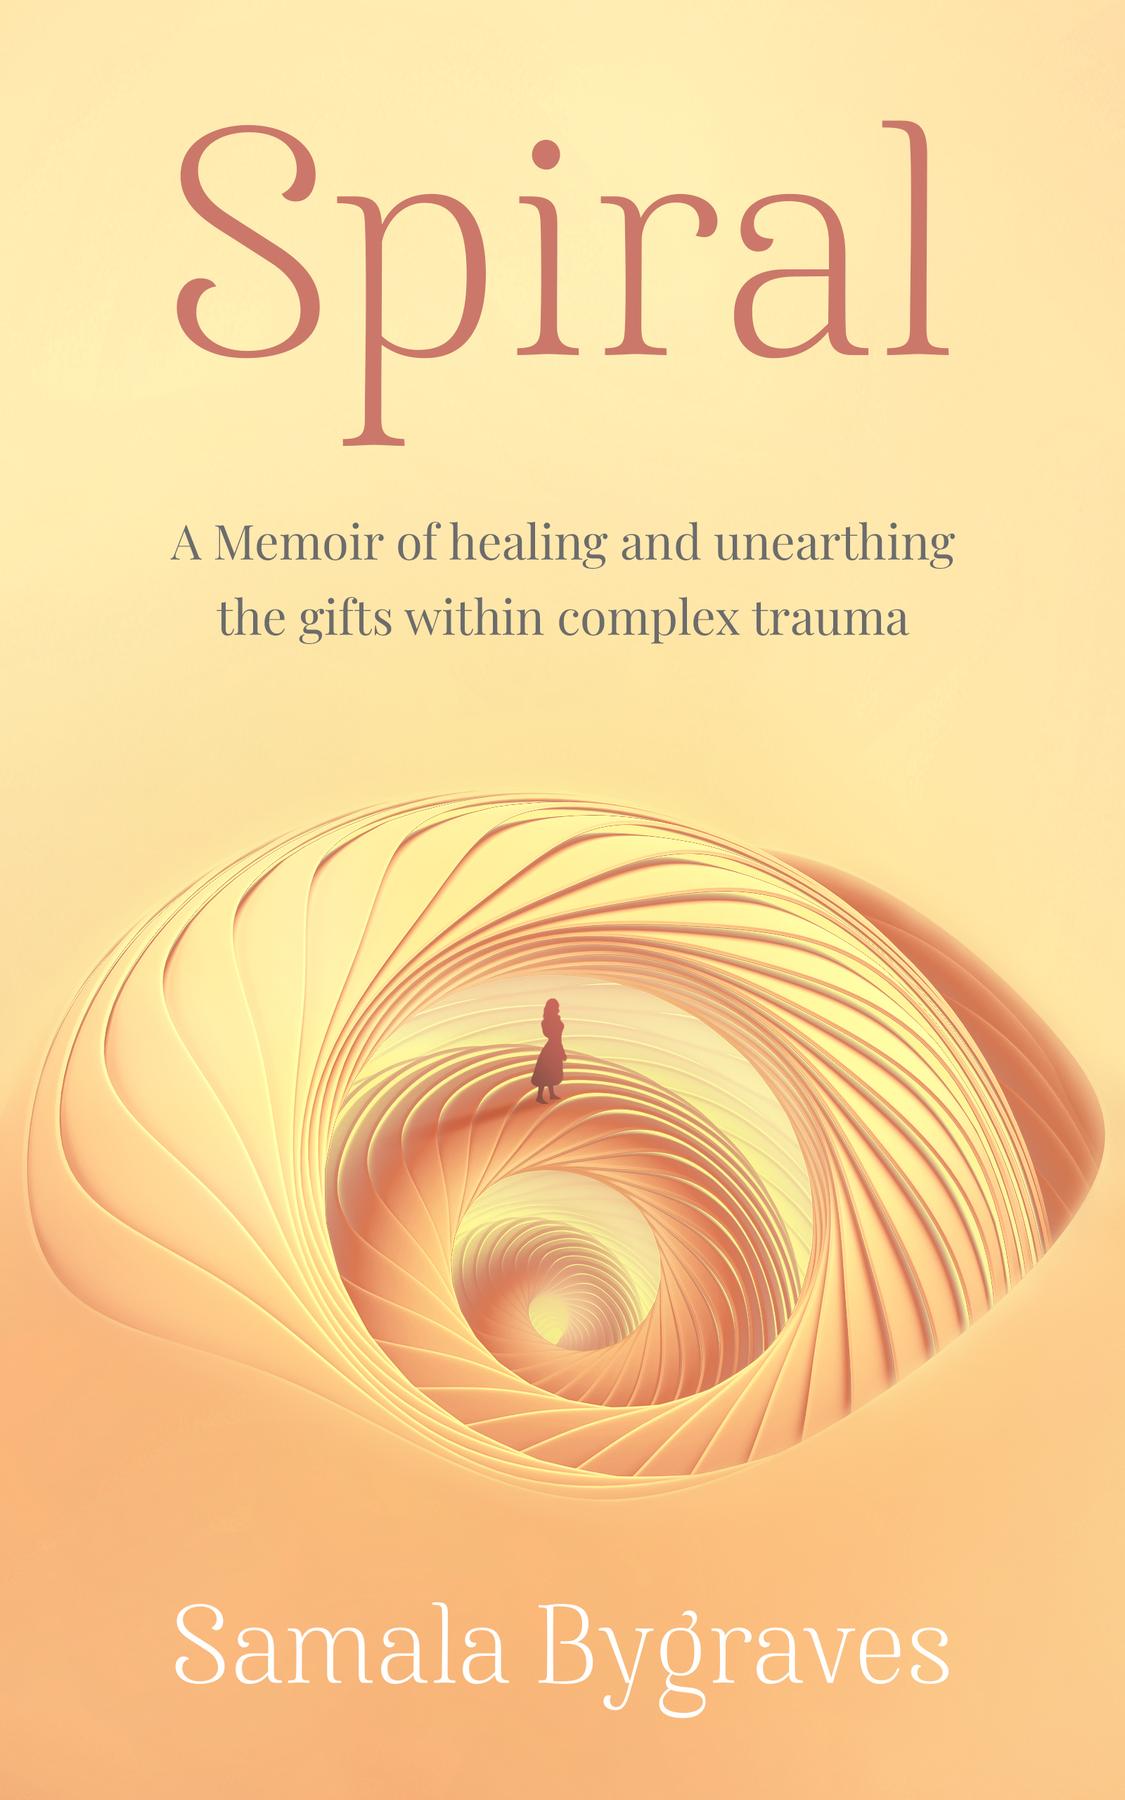 Spiral
A Memoir of healing and unearthing
the gifts within complex trauma
Samala Bygraves